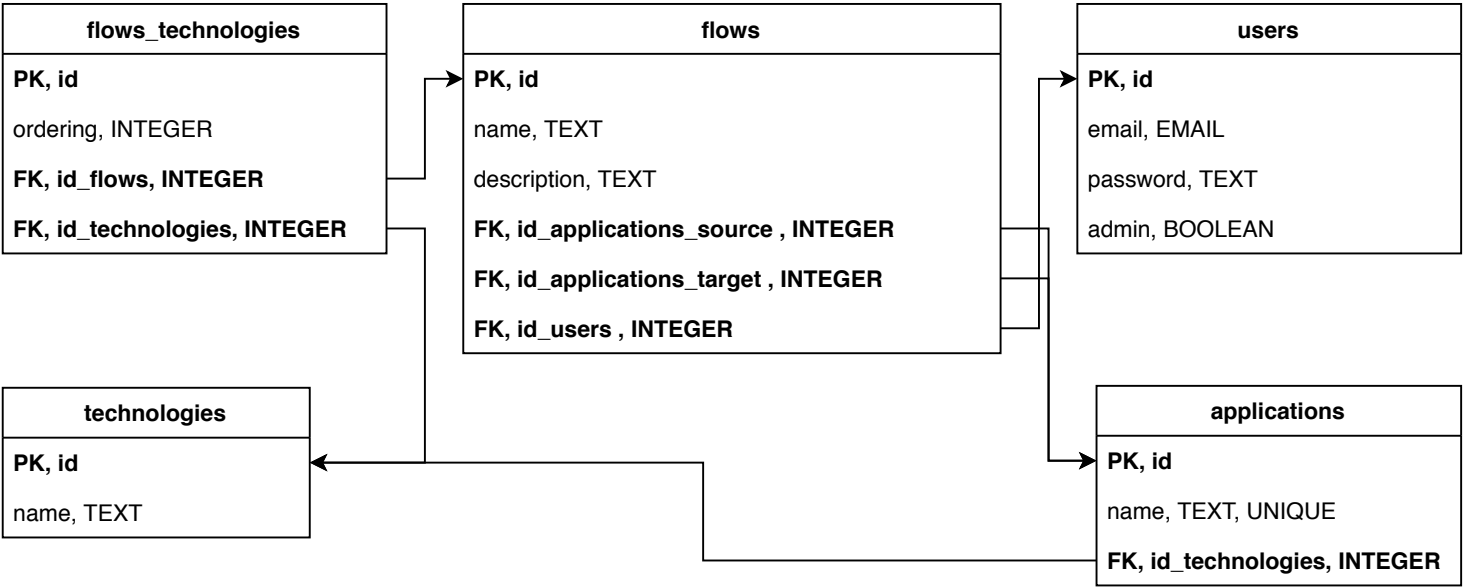 flows_technologies
PK, id
ordering, INTEGER
FK, id_flows, INTEGER
FK, id_technologies, INTEGER
flows
PK, id
name, TEXT
description, TEXT
FK, id_applications_source , INTEGER
FK, id_applications_target , INTEGER
FK, id_users , INTEGER
users
PK, id
email, EMAIL
password, TEXT
admin, BOOLEAN
technologies
PK, id
name, TEXT
applications
PK, id
name, TEXT, UNIQUE
FK, id_technologies, INTEGER